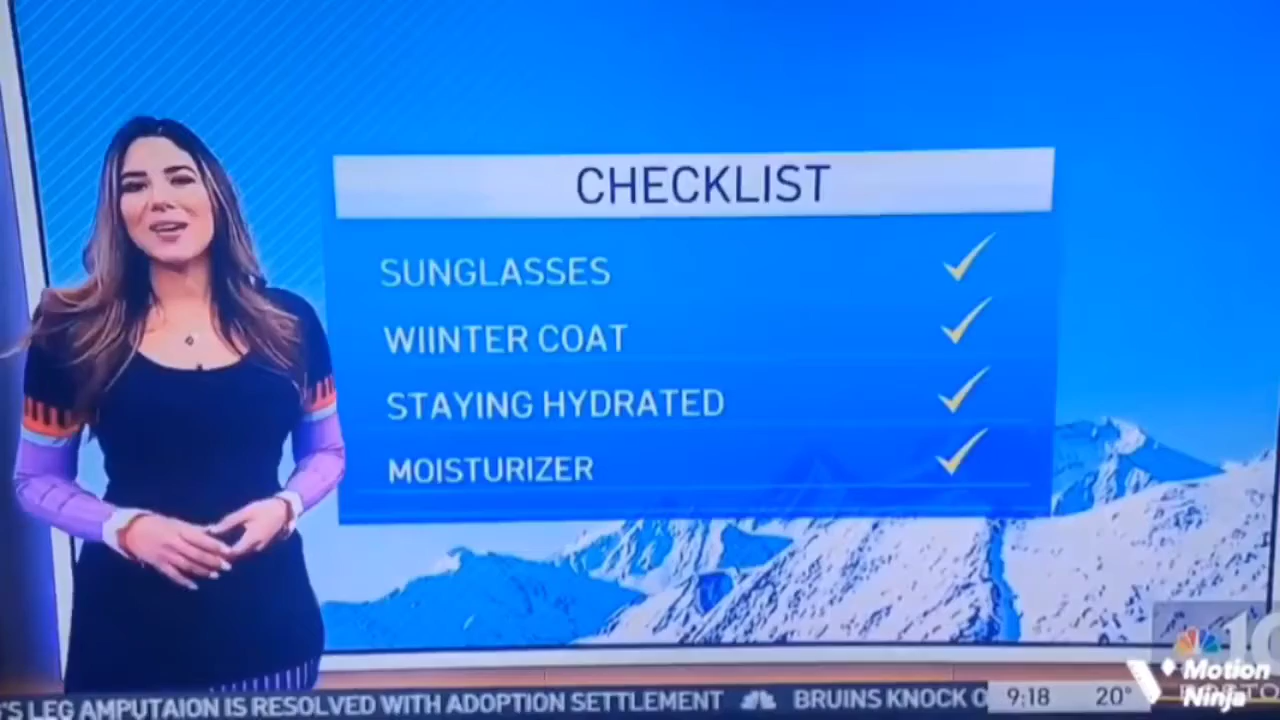 CHECKLIST
SUNGLASSES
WIINTER COAT
STAYING HYDRATED
MOISTURIZER
'S LEG AMPUTAION IS RESOLVED WITH ADOPTION SETTLEMENT
BRUINS KNOCK
9:18
20°
10
Motion
Ninja